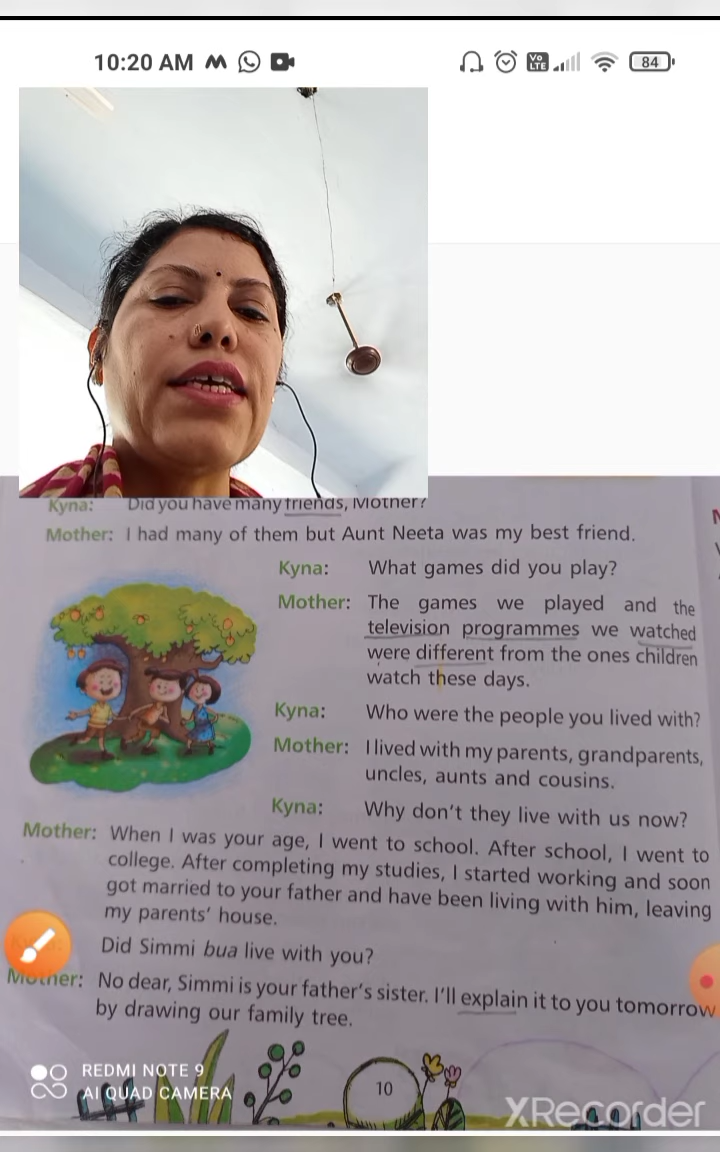 10:20 AM
Vo LTE
84
Kyna: Did you have many friends, Mother?
Mother: I had many of them but Aunt Neeta was my best friend.
Kyna: What games did you play?
Mother: The games we played and the
television programmes we watched
were different from the ones children
watch these days.
Kyna: Who were the people you lived with?
Mother: I lived with my parents, grandparents,
uncles, aunts and cousins.
Kyna: Why don't they live with us now?
Mother: When I was your age, I went to school. After school, I went to
college. After completing my studies, I started working and soon
got married to your father and have been living with him, leaving
my parents' house.
Did Simmi bua live with you?
Mother: No dear, Simmi is your father's sister. I'll explain it to you tomorrow
by drawing our family tree.
10
REDMI NOTE 9
AI QUAD CAMERA
XRecorder